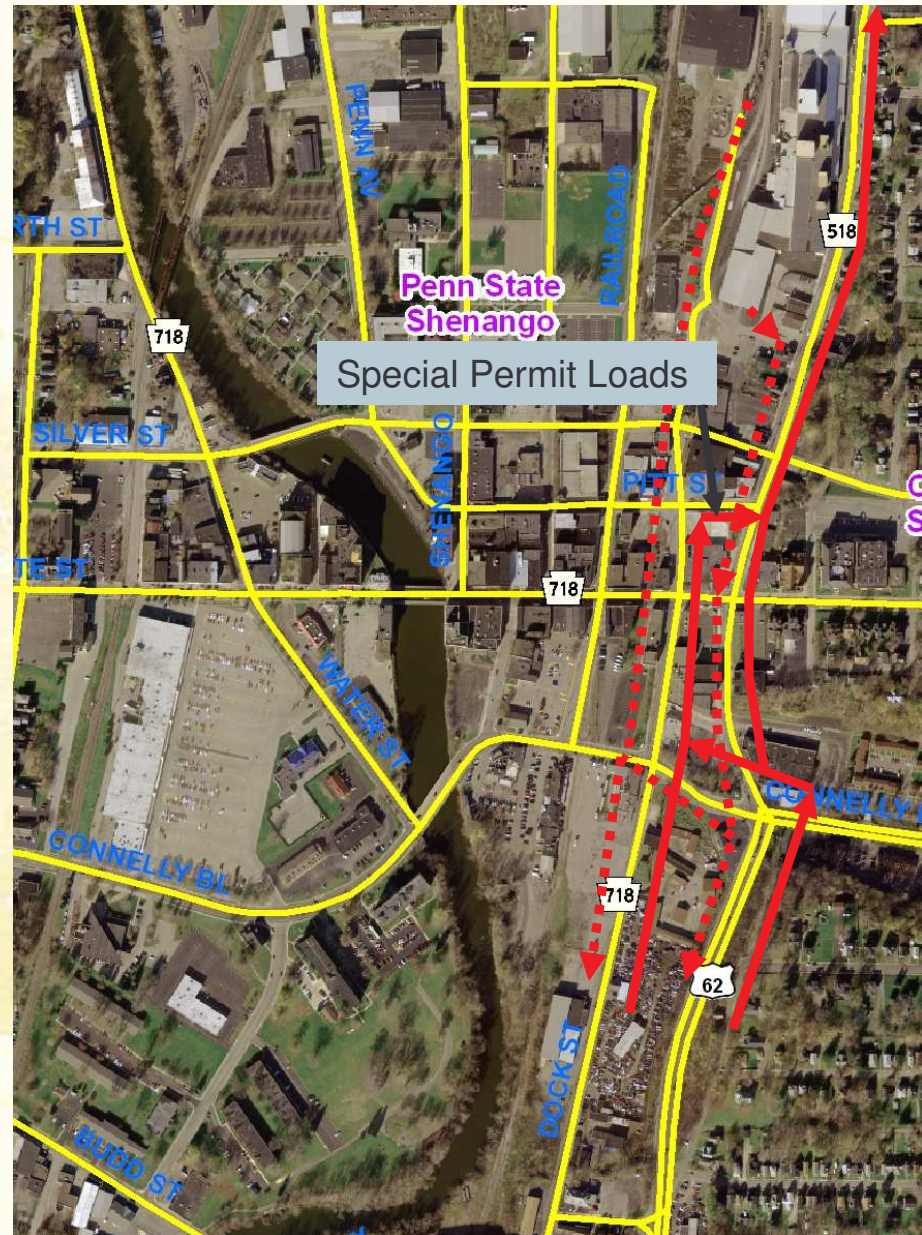 PENN AV
518
RTH ST
RAILROAD
Penn State
Shenango
718
Special Permit Loads
SILVER ST
SHENANGO
PITT ST
G
S
TE ST
718
WATER ST
CONNELLY
CONNELLY BL
718
62
DOCK ST
BUDD ST